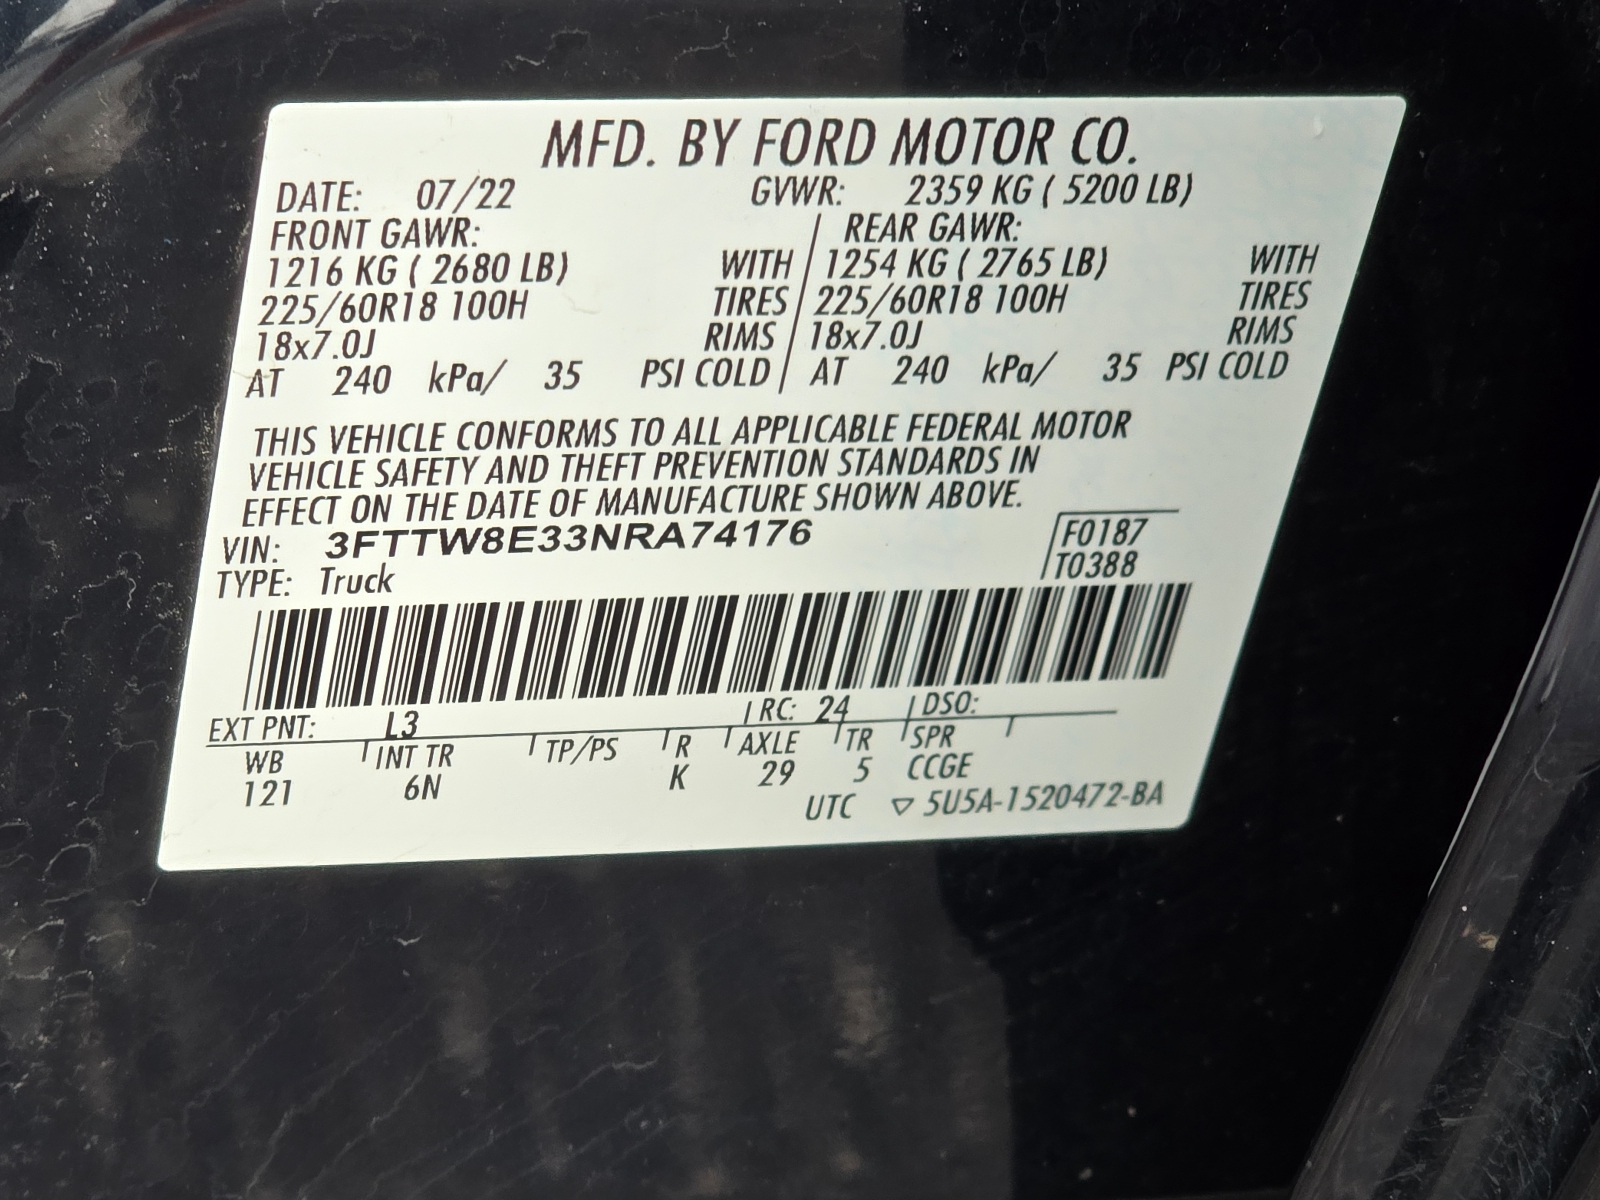 MFD. BY FORD MOTOR CO.
DATE: 07/22 GVWR: 2359 KG ( 5200 LB)
FRONT GAWR: REAR GAWR:
1216 KG ( 2680 LB) WITH 1254 KG ( 2765 LB) WITH
225/60R18 100H TIRES 225/60R18 100H TIRES
18x7.0J RIMS 18x7.0J RIMS
AT 240 kPa/ 35 PSI COLD AT 240 kPa/ 35 PSI COLD
THIS VEHICLE CONFORMS TO ALL APPLICABLE FEDERAL MOTOR
VEHICLE SAFETY AND THEFT PREVENTION STANDARDS IN
EFFECT ON THE DATE OF MANUFACTURE SHOWN ABOVE.
VIN: 3FTTW8E33NRA74176 F0187
TYPE: Truck T0388
EXT PNT: L3 RC: 24 DSO:
WB INT TR TP/PS R AXLE TR SPR
121 6N K 29 5 CCGE
UTC ▽ 5U5A-1520472-BA